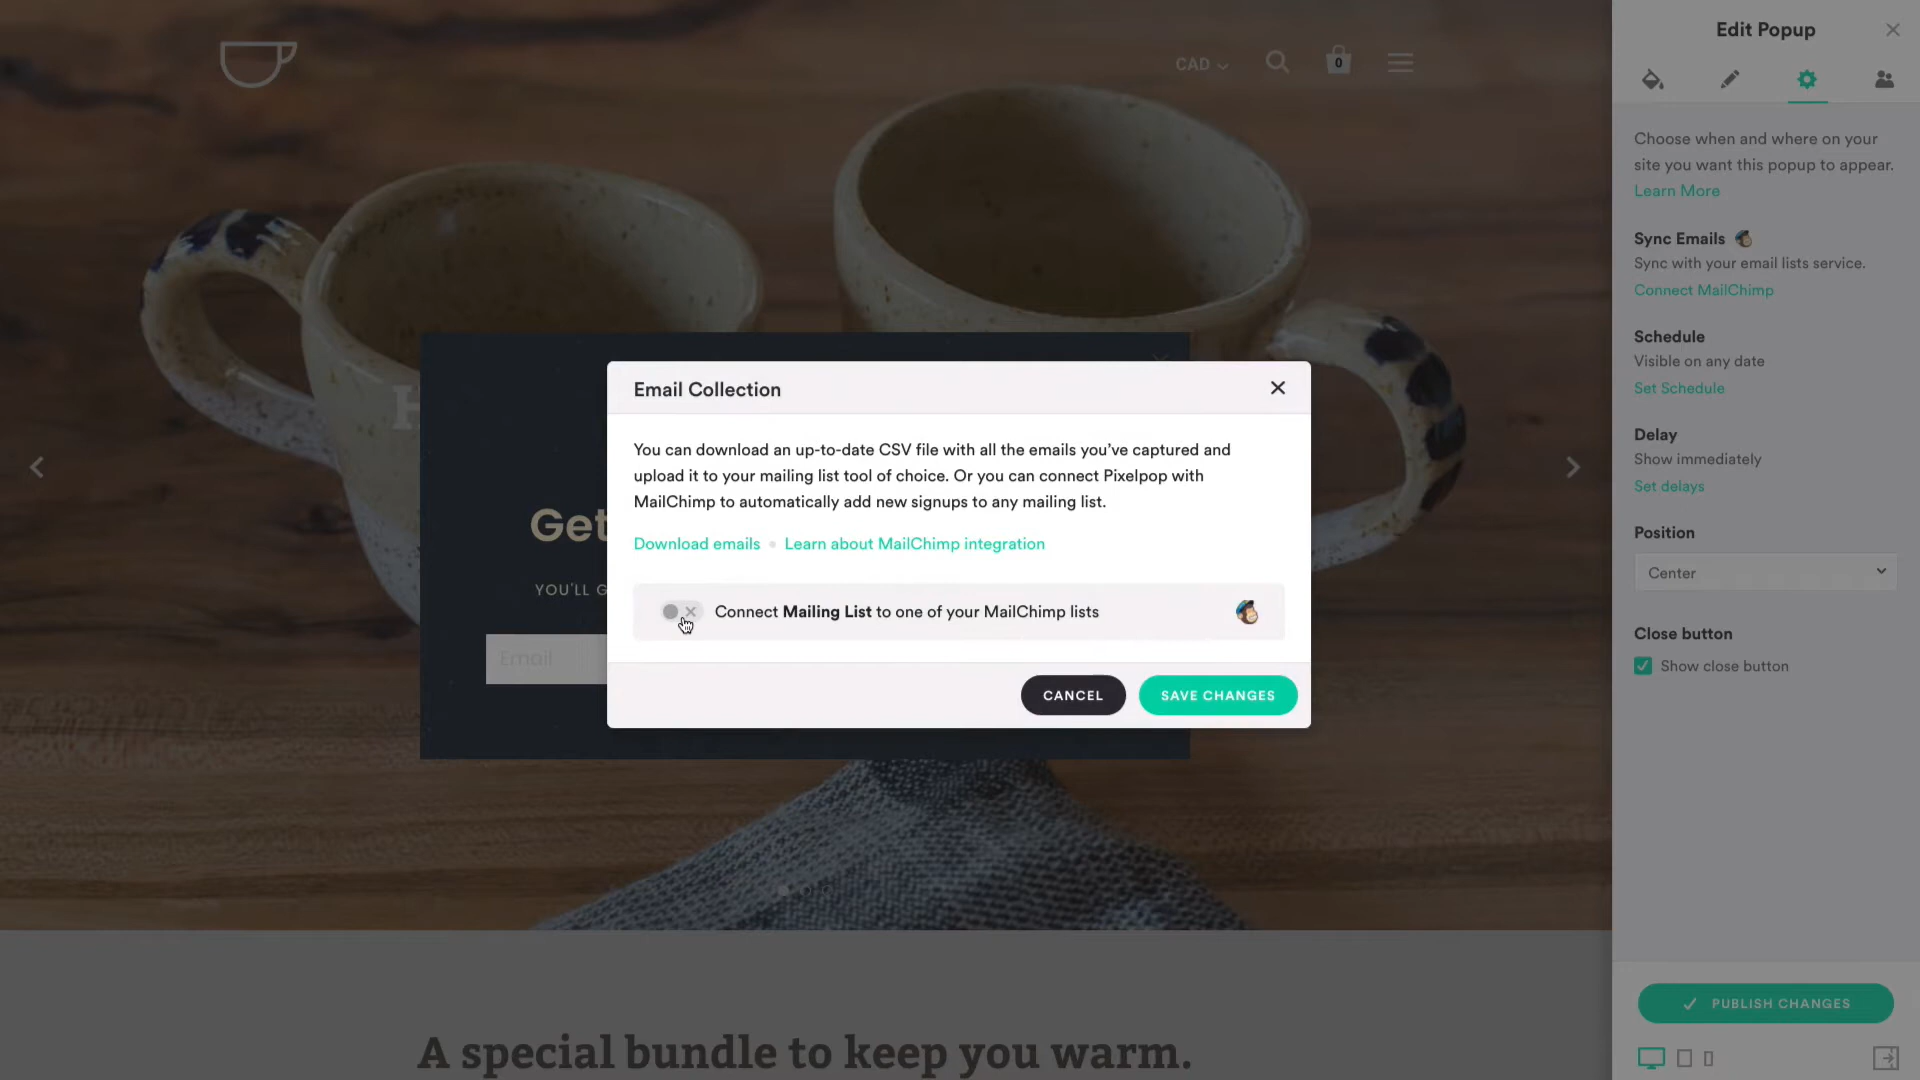 CAD
0
Get
YOU'LL G
Email
Email Collection
You can download an up-to-date CSV file with all the emails you've captured and
upload it to your mailing list tool of choice. Or you can connect Pixelpop with
MailChimp to automatically add new signups to any mailing list.
Download emails • Learn about MailChimp integration
Connect Mailing List to one of your MailChimp lists
CANCEL
SAVE CHANGES
A special bundle to keep you warm.
Edit Popup
Choose when and where on your
site you want this popup to appear.
Learn More
Sync Emails
Sync with your email lists service.
Connect MailChimp
Schedule
Visible on any date
Set Schedule
Delay
Show immediately
Set delays
Position
Center
Close button
Show close button
PUBLISH CHANGES